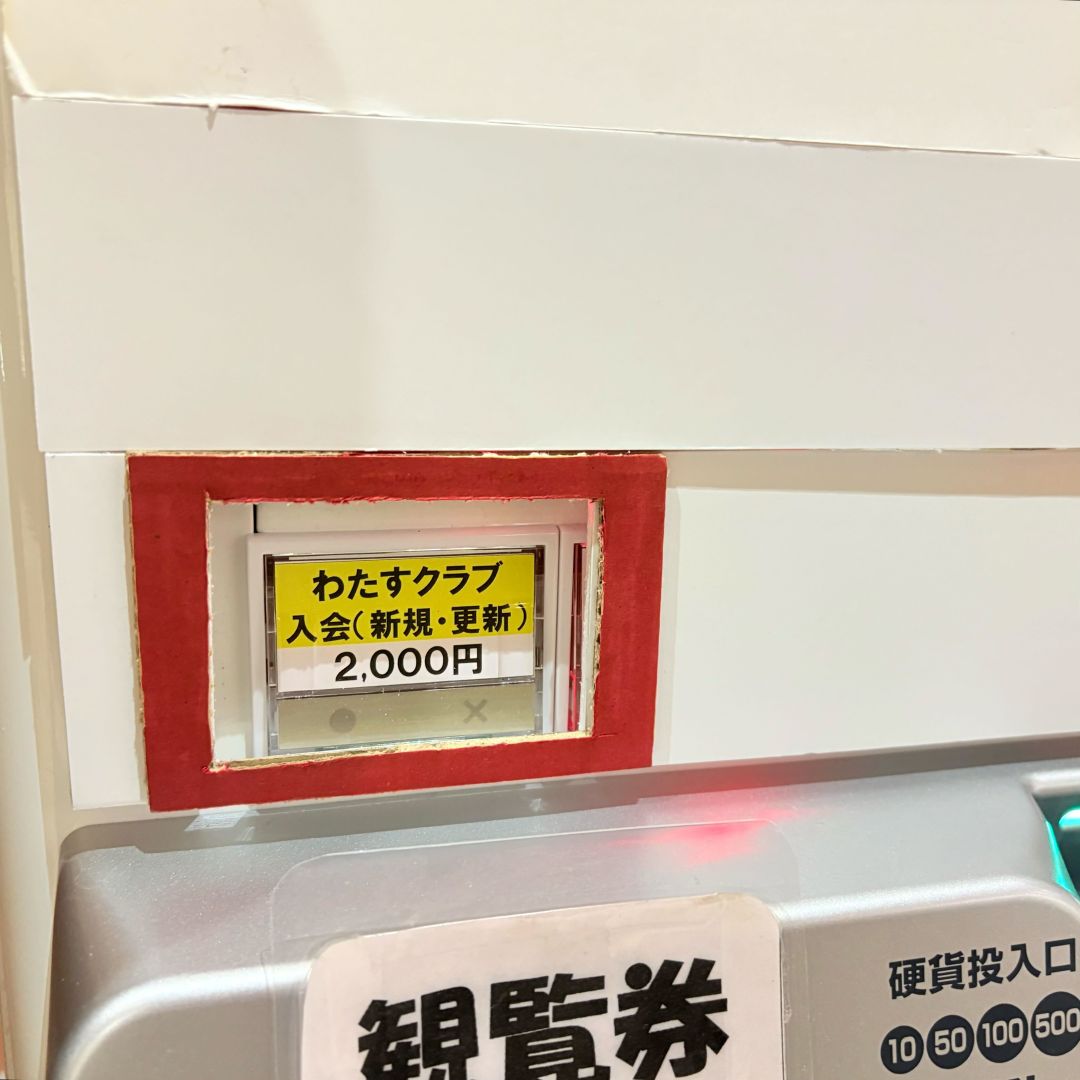 わたすクラブ
入会(新規・更新)
2,000円
● ×
観覧券
硬貨投入口
10 50 100 500